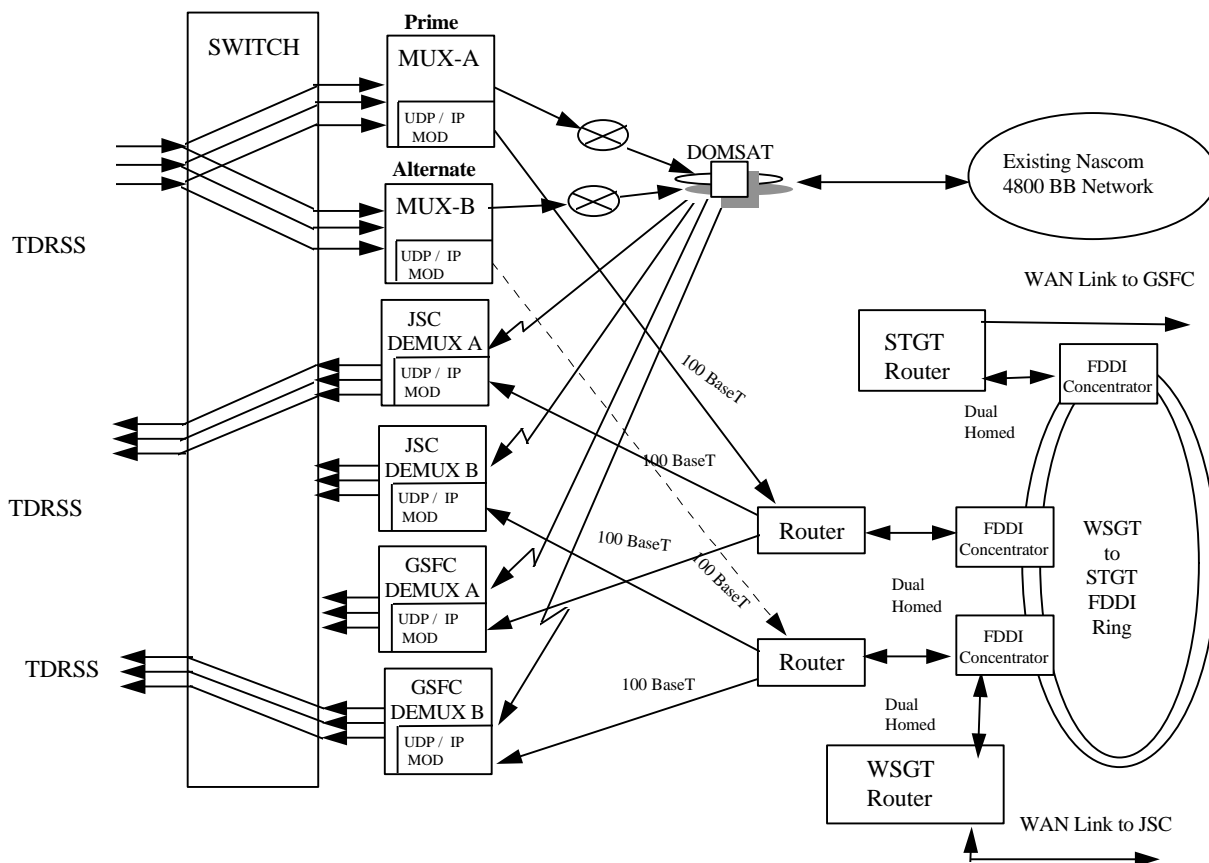 SWITCH
Prime
MUX-A
UDP / IP
MOD
Alternate
MUX-B
UDP / IP
MOD
DOMSAT
Existing Nascom
4800 BB Network
TDRSS
WAN Link to GSFC
JSC
DEMUX A
UDP / IP
MOD
STGT
Router
FDDI
Concentrator
Dual
Homed
100 BaseT
JSC
DEMUX B
UDP / IP
MOD
100 BaseT
TDRSS
Router
FDDI
Concentrator
WSGT
to
STGT
FDDI
Ring
100 BaseT
100 BaseT
GSFC
DEMUX A
UDP / IP
MOD
Dual
Homed
TDRSS
Router
FDDI
Concentrator
GSFC
DEMUX B
UDP / IP
MOD
100 BaseT
Dual
Homed
WSGT
Router
WAN Link to JSC